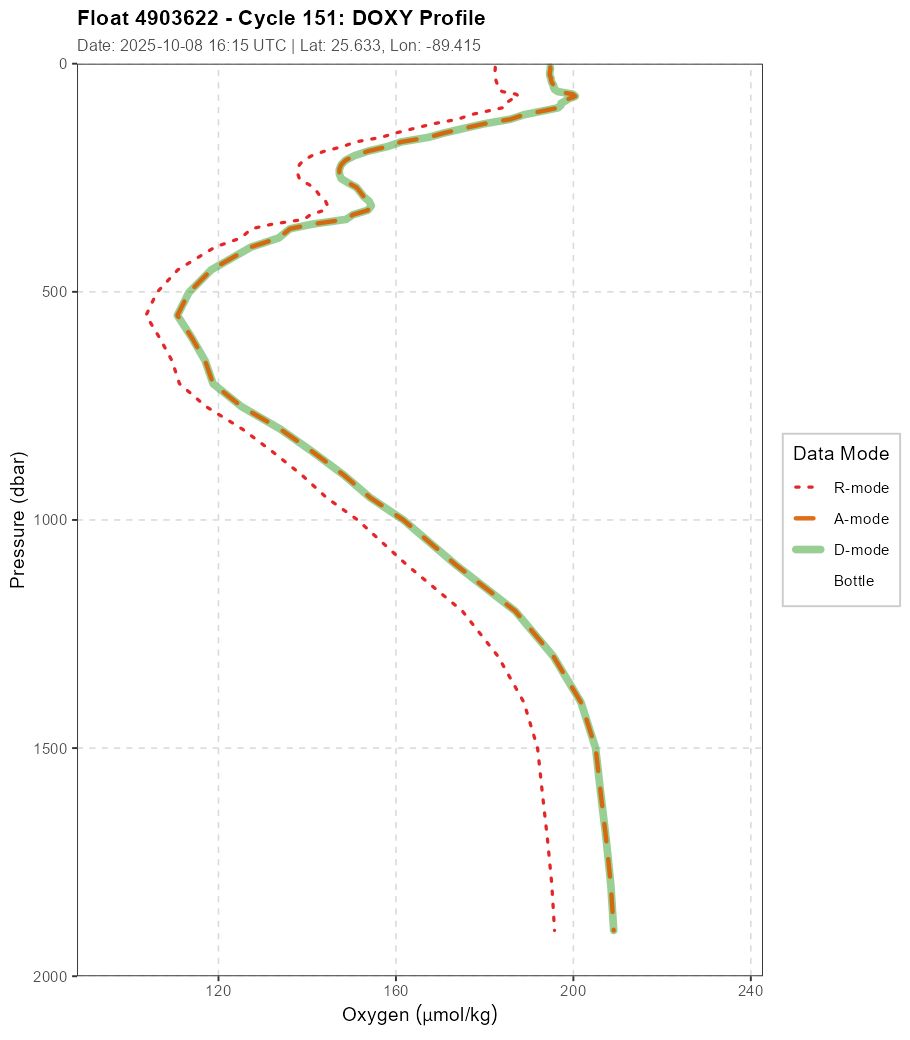 Float 4903622 - Cycle 151: DOXY Profile
Date: 2025-10-08 16:15 UTC | Lat: 25.633, Lon: -89.415
0
500
1000
1500
2000
Pressure (dbar)
120
160
200
240
Oxygen (μmol/kg)
Data Mode
R-mode
A-mode
D-mode
Bottle